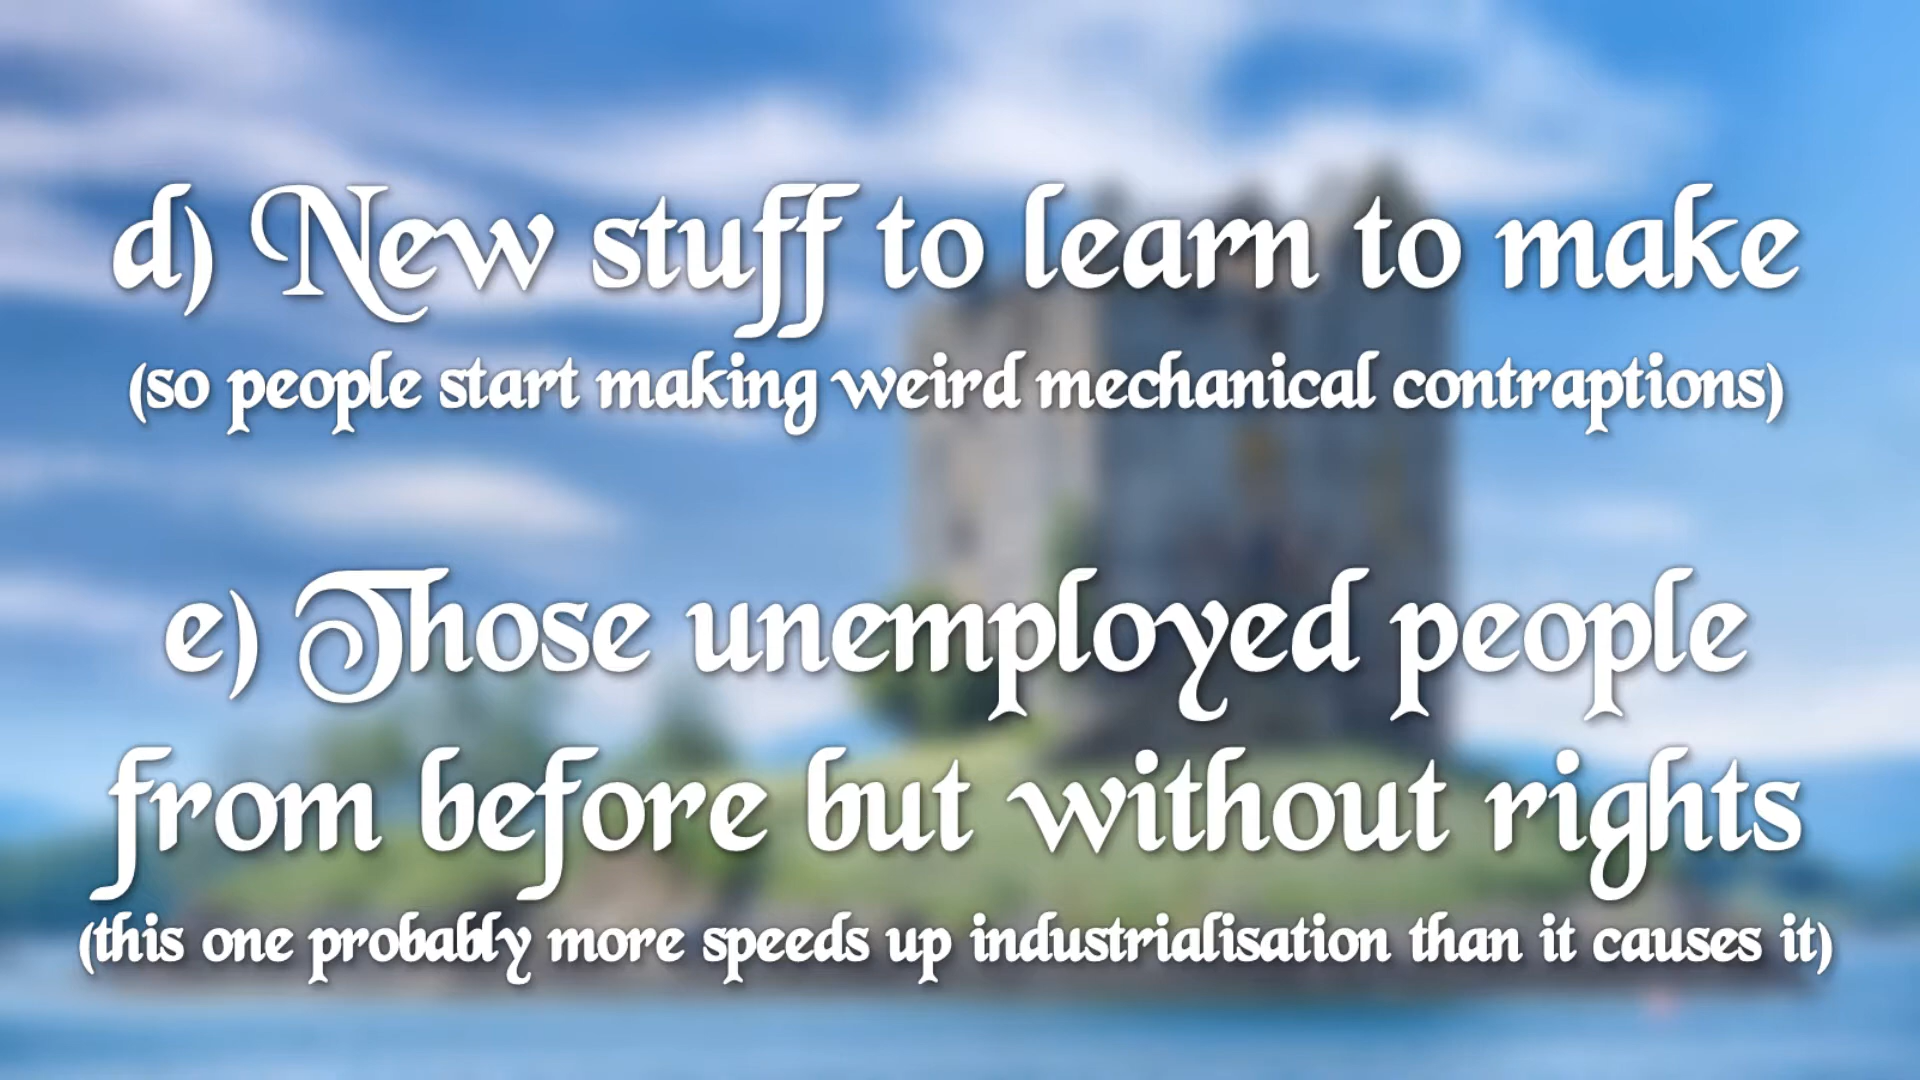 d) New stuff to learn to make
(so people start making weird mechanical contraptions)
e) Those unemployed people
from before but without rights
(this one probably more speeds up industrialisation than it causes it)